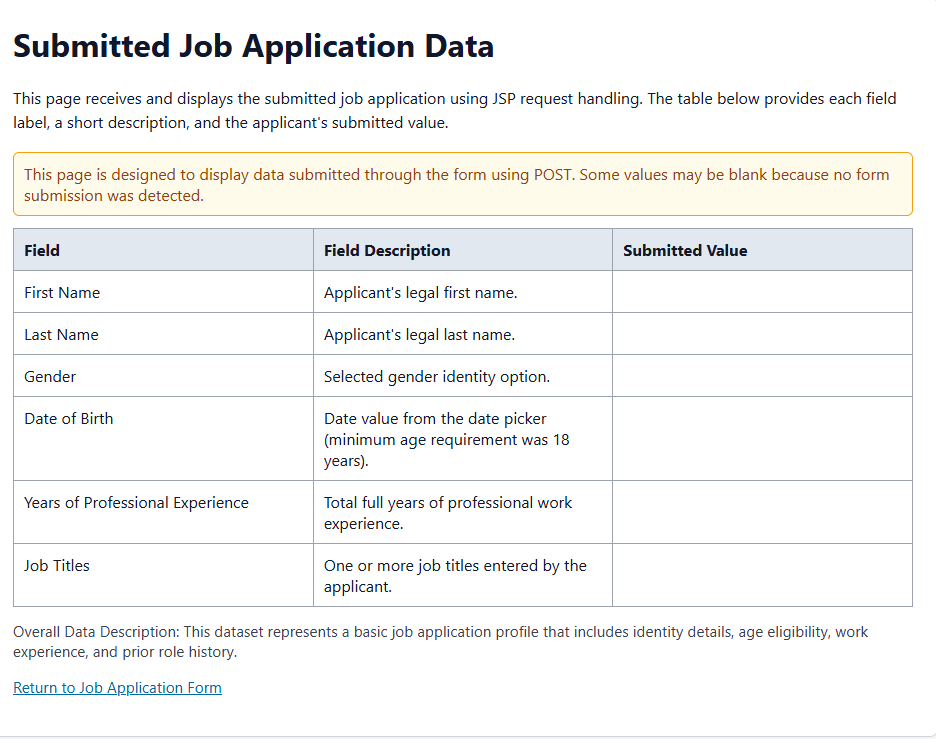 Submitted Job Application Data
This page receives and displays the submitted job application using JSP request handling. The table below provides each field
label, a short description, and the applicant's submitted value.
This page is designed to display data submitted through the form using POST. Some values may be blank because no form
submission was detected.
Field Field Description Submitted Value
First Name Applicant's legal first name.
Last Name Applicant's legal last name.
Gender Selected gender identity option.
Date of Birth Date value from the date picker
(minimum age requirement was 18
years).
Years of Professional Experience Total full years of professional work
experience.
Job Titles One or more job titles entered by the
applicant.
Overall Data Description: This dataset represents a basic job application profile that includes identity details, age eligibility, work
experience, and prior role history.
Return to Job Application Form